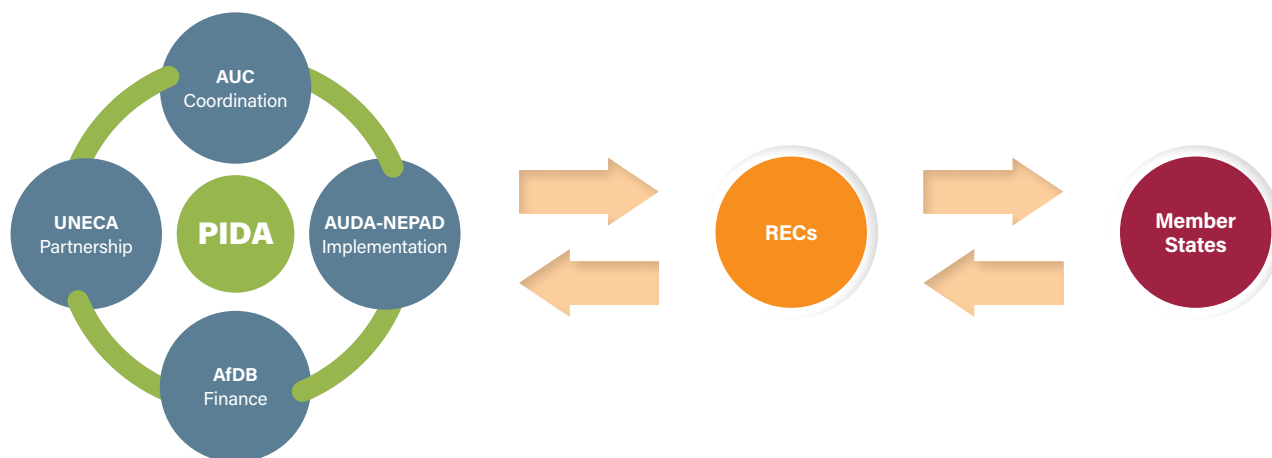 AUC
Coordination
UNECA
Partnership
PIDA
AUDA-NEPAD
Implementation
AfDB
Finance
RECs
Member
States